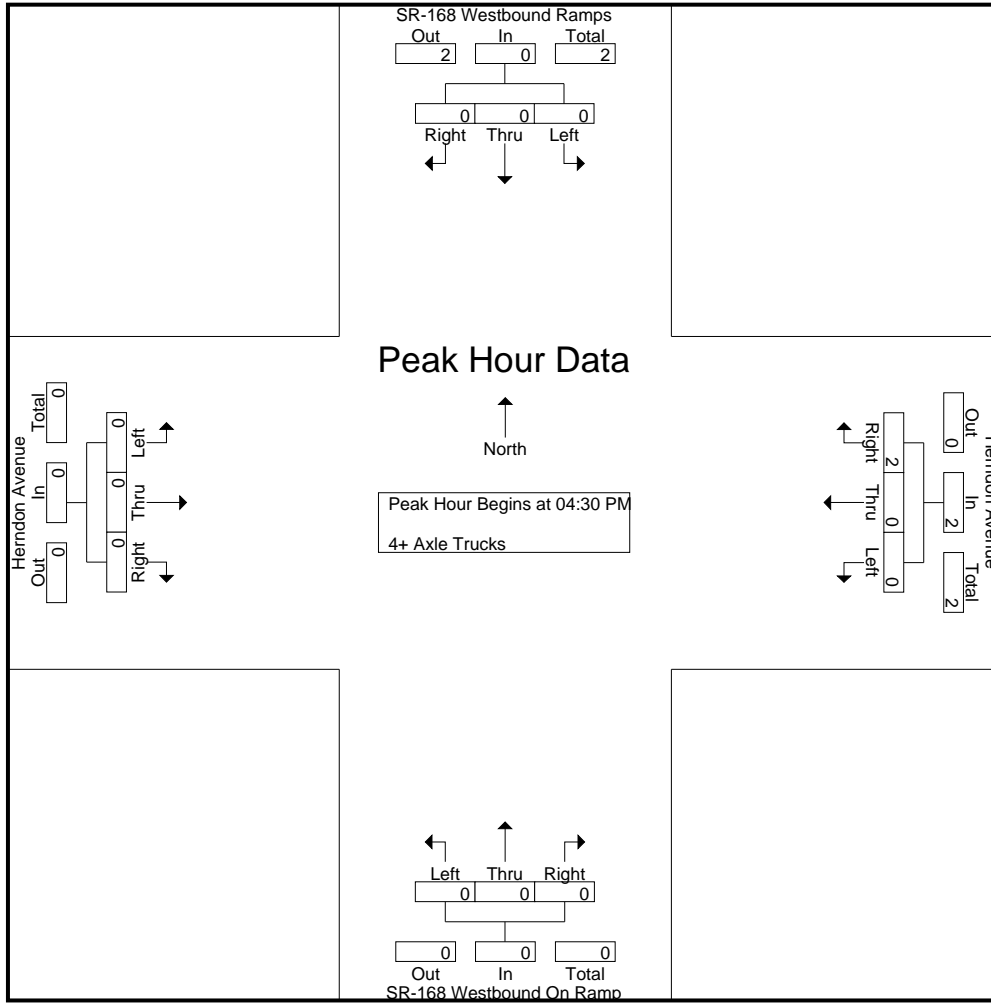 SR-168 Westbound Ramps
Out In Total
2 0 2
0 0 0
Right Thru Left
Peak Hour Data
North
Peak Hour Begins at 04:30 PM
4+ Axle Trucks
Herndon Avenue
Total In Out
0 0 0
0 0 0
Left Thru Right
Right Thru Left
2 0 0
Out In Total
0 2 2
Herndon Avenue
Left Thru Right
0 0 0
0 0 0
Out In Total
SR-168 Westbound On Ramp